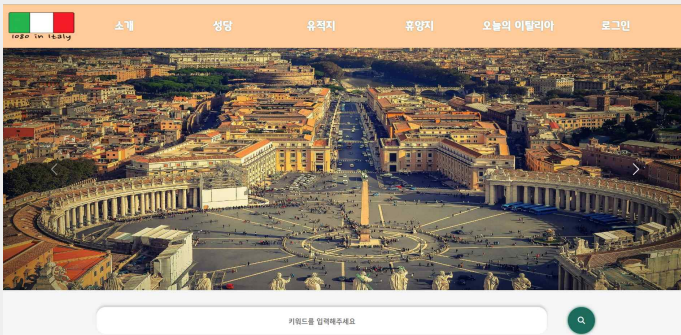 1080 in Italy
소개
성당
유적지
휴양지
오늘의 이탈리아
로그인
키워드를 입력해주세요